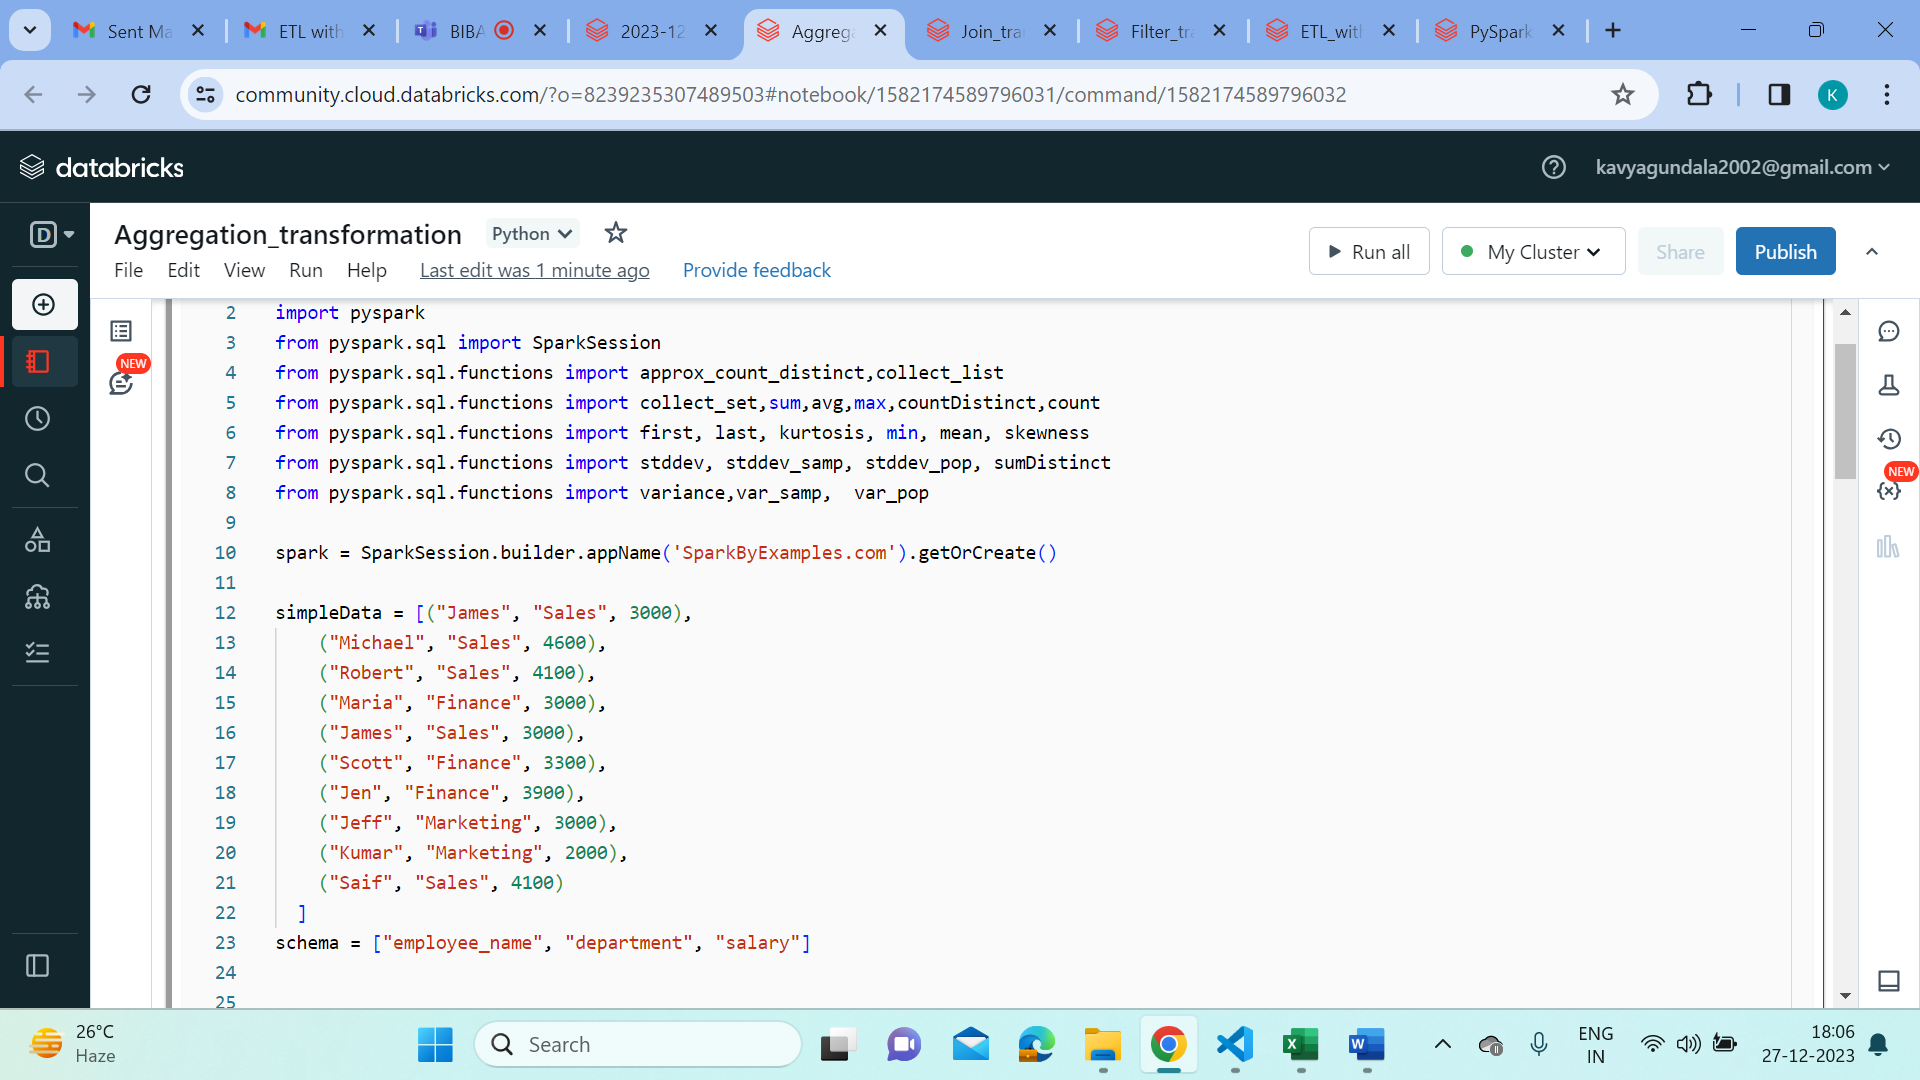 Sent Ma
ETL with
BIBA
2023-12
Aggrega
Join_tra
Filter_tr
ETL_with
PySpark
community.cloud.databricks.com/?o=8239235307489503#notebook/1582174589796031/command/1582174589796032
K
databricks
kavyagundala2002@gmail.com
D
Aggregation_transformation
Python
File Edit View Run Help Last edit was 1 minute ago Provide feedback
Run all
My Cluster
Share
Publish
NEW
NEW
2 import pyspark
3 from pyspark.sql import SparkSession
4 from pyspark.sql.functions import approx_count_distinct,collect_list
5 from pyspark.sql.functions import collect_set,sum,avg,max,countDistinct,count
6 from pyspark.sql.functions import first, last, kurtosis, min, mean, skewness
7 from pyspark.sql.functions import stddev, stddev_samp, stddev_pop, sumDistinct
8 from pyspark.sql.functions import variance,var_samp,  var_pop
9
10 spark = SparkSession.builder.appName('SparkByExamples.com').getOrCreate()
11
12 simpleData = [("James", "Sales", 3000),
13     ("Michael", "Sales", 4600),
14     ("Robert", "Sales", 4100),
15     ("Maria", "Finance", 3000),
16     ("James", "Sales", 3000),
17     ("Scott", "Finance", 3300),
18     ("Jen", "Finance", 3900),
19     ("Jeff", "Marketing", 3000),
20     ("Kumar", "Marketing", 2000),
21     ("Saif", "Sales", 4100)
22   ]
23 schema = ["employee_name", "department", "salary"]
24
25
26°C
Haze
Search
ENG
IN
18:06
27-12-2023